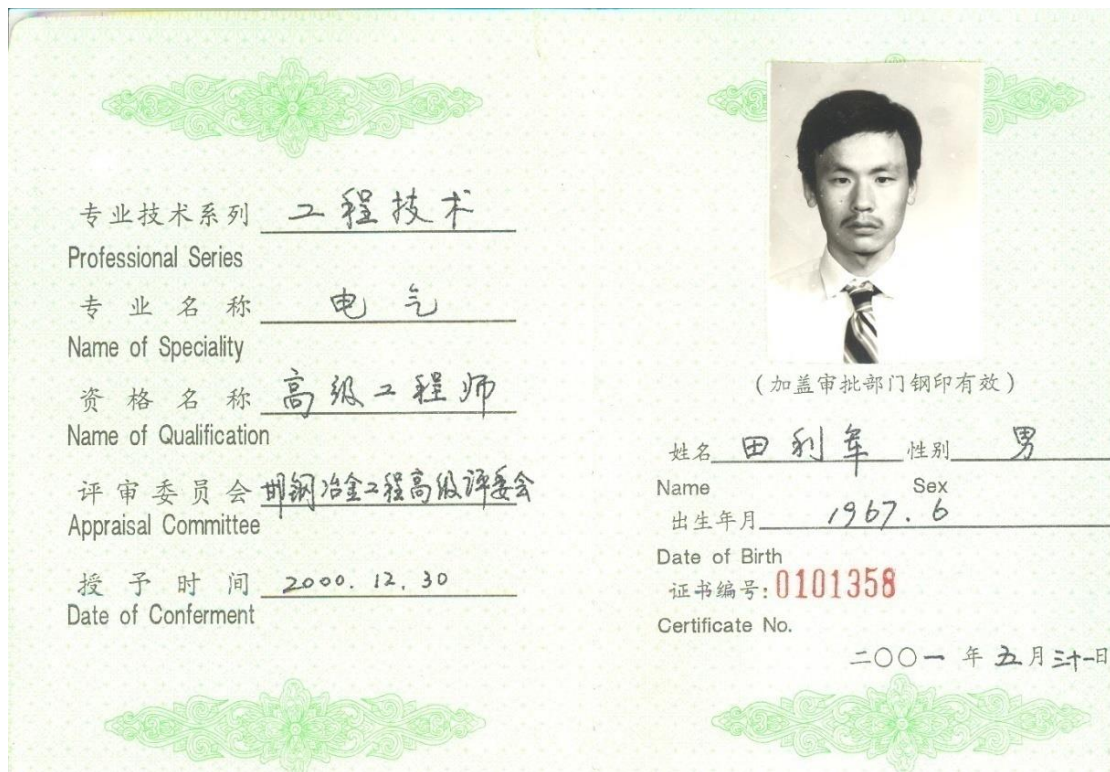 专业技术系列 工程技术
Professional Series
专业名称 电气
Name of Speciality
资格名称 高级工程师
Name of Qualification
评审委员会 邯钢冶金工程高级评委会
Appraisal Committee
授予时间 2000.12.30
Date of Conferment
(加盖审批部门钢印有效)
姓名 田利军 性别 男
Name Sex
出生年月 1967.6
Date of Birth
证书编号:0101358
Certificate No.
二〇〇一年五月三十一日